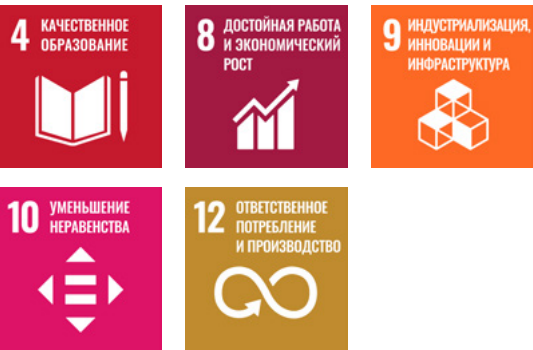 4 КАЧЕСТВЕННОЕ
ОБРАЗОВАНИЕ
8 ДОСТОЙНАЯ РАБОТА
И ЭКОНОМИЧЕСКИЙ
РОСТ
9 ИНДУСТРИАЛИЗАЦИЯ,
ИННОВАЦИИ И
ИНФРАСТРУКТУРА
10 УМЕНЬШЕНИЕ
НЕРАВЕНСТВА
12 ОТВЕТСТВЕННОЕ
ПОТРЕБЛЕНИЕ
И ПРОИЗВОДСТВО